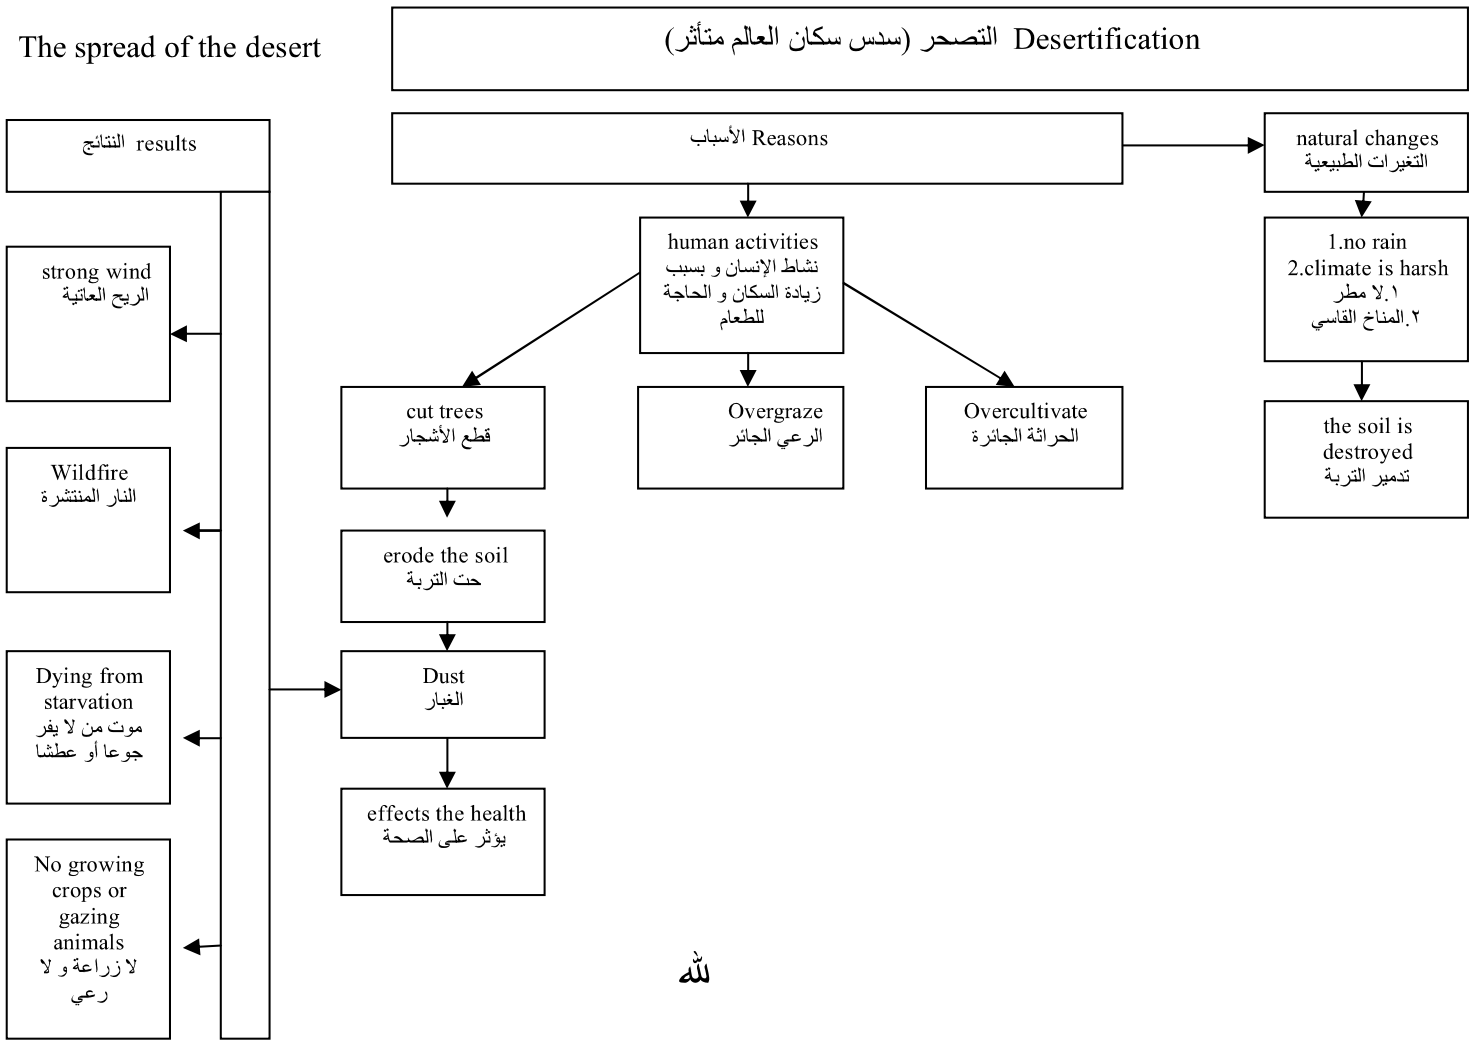 The spread of the desert
Desertification التصحر (سدس سكان العالم متأثر)
النتائج results
الأسباب Reasons
natural changes
التغيرات الطبيعية
human activities
نشاط الإنسان و بسبب
زيادة السكان و الحاجة
للطعام
1.no rain
2.climate is harsh
١.لا مطر
٢.المناخ القاسي
strong wind
الريح العاتية
cut trees
قطع الأشجار
Overgraze
الرعي الجائر
Overcultivate
الحراثة الجائرة
the soil is
destroyed
تدمير التربة
Wildfire
النار المنتشرة
erode the soil
حت التربة
Dying from
starvation
موت من لا يفر
جوعا أو عطشا
Dust
الغبار
effects the health
يؤثر على الصحة
No growing
crops or
gazing
animals
لا زراعة و لا
رعي
لله